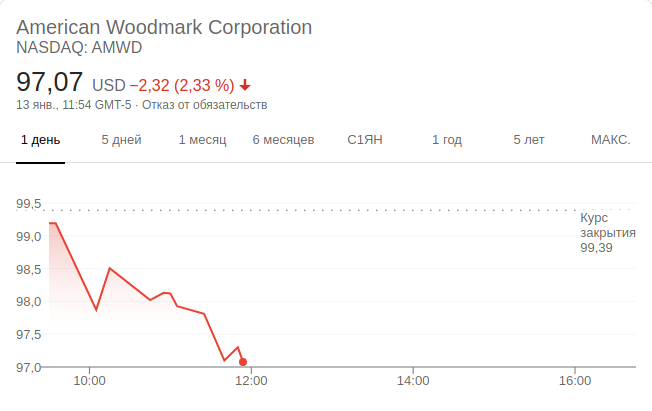 American Woodmark Corporation
NASDAQ: AMWD
97,07 USD −2,32 (2,33 %)
13 янв., 11:54 GMT-5 · Отказ от обязательств
1 день 5 дней 1 месяц 6 месяцев С1ЯН 1 год 5 лет МАКС.
99,5
Курс
закрытия
99,39
99,0
98,5
98,0
97,5
97,0
10:00 12:00 14:00 16:00